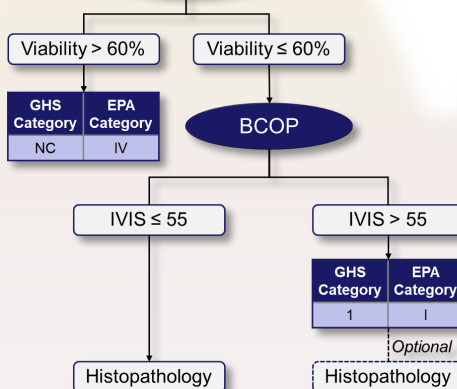 Viability > 60%
Viability ≤ 60%
GHS Category
EPA Category
NC
IV
BCOP
IVIS ≤ 55
IVIS > 55
GHS Category
EPA Category
1
I
Optional
Histopathology
Histopathology